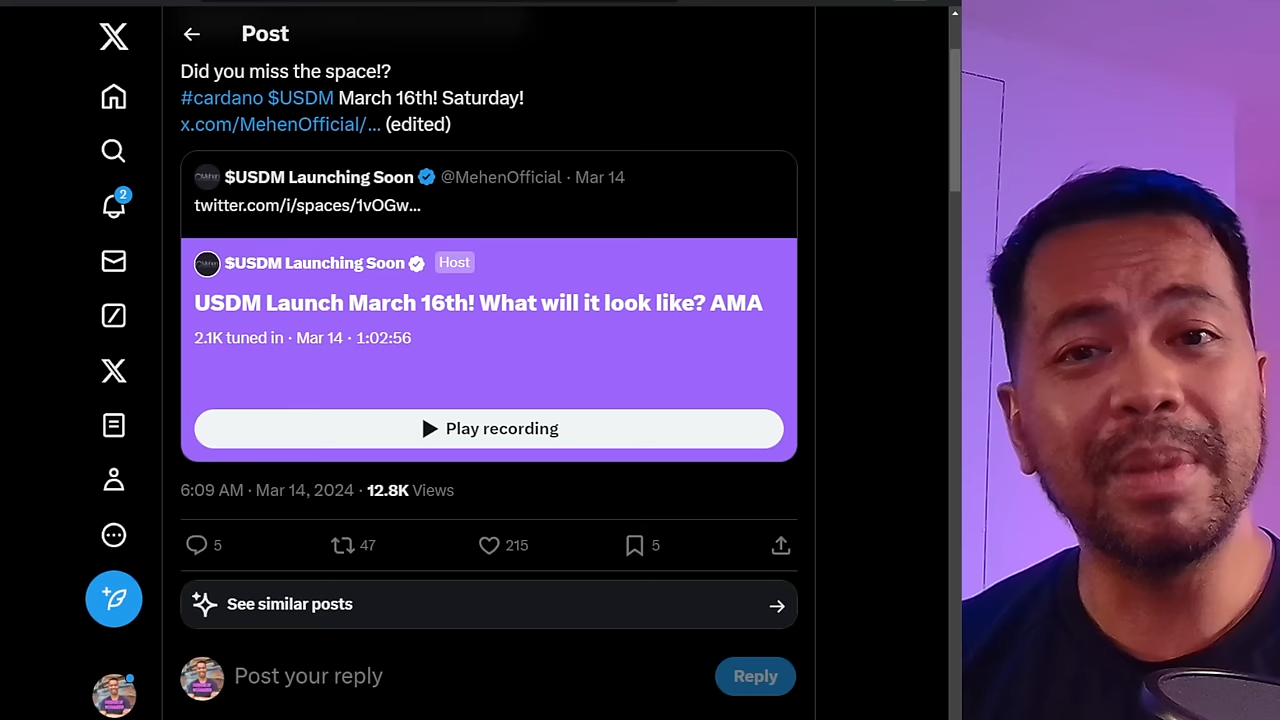 Post
Did you miss the space!?
#cardano $USDM March 16th! Saturday!
x.com/MehenOfficial/... (edited)
$USDM Launching Soon @MehenOfficial · Mar 14
twitter.com/i/spaces/1vOGw...
$USDM Launching Soon Host
USDM Launch March 16th! What will it look like? AMA
2.1K tuned in · Mar 14 · 1:02:56
Play recording
6:09 AM · Mar 14, 2024 · 12.8K Views
5 47 215 5
See similar posts
Post your reply
Reply
2